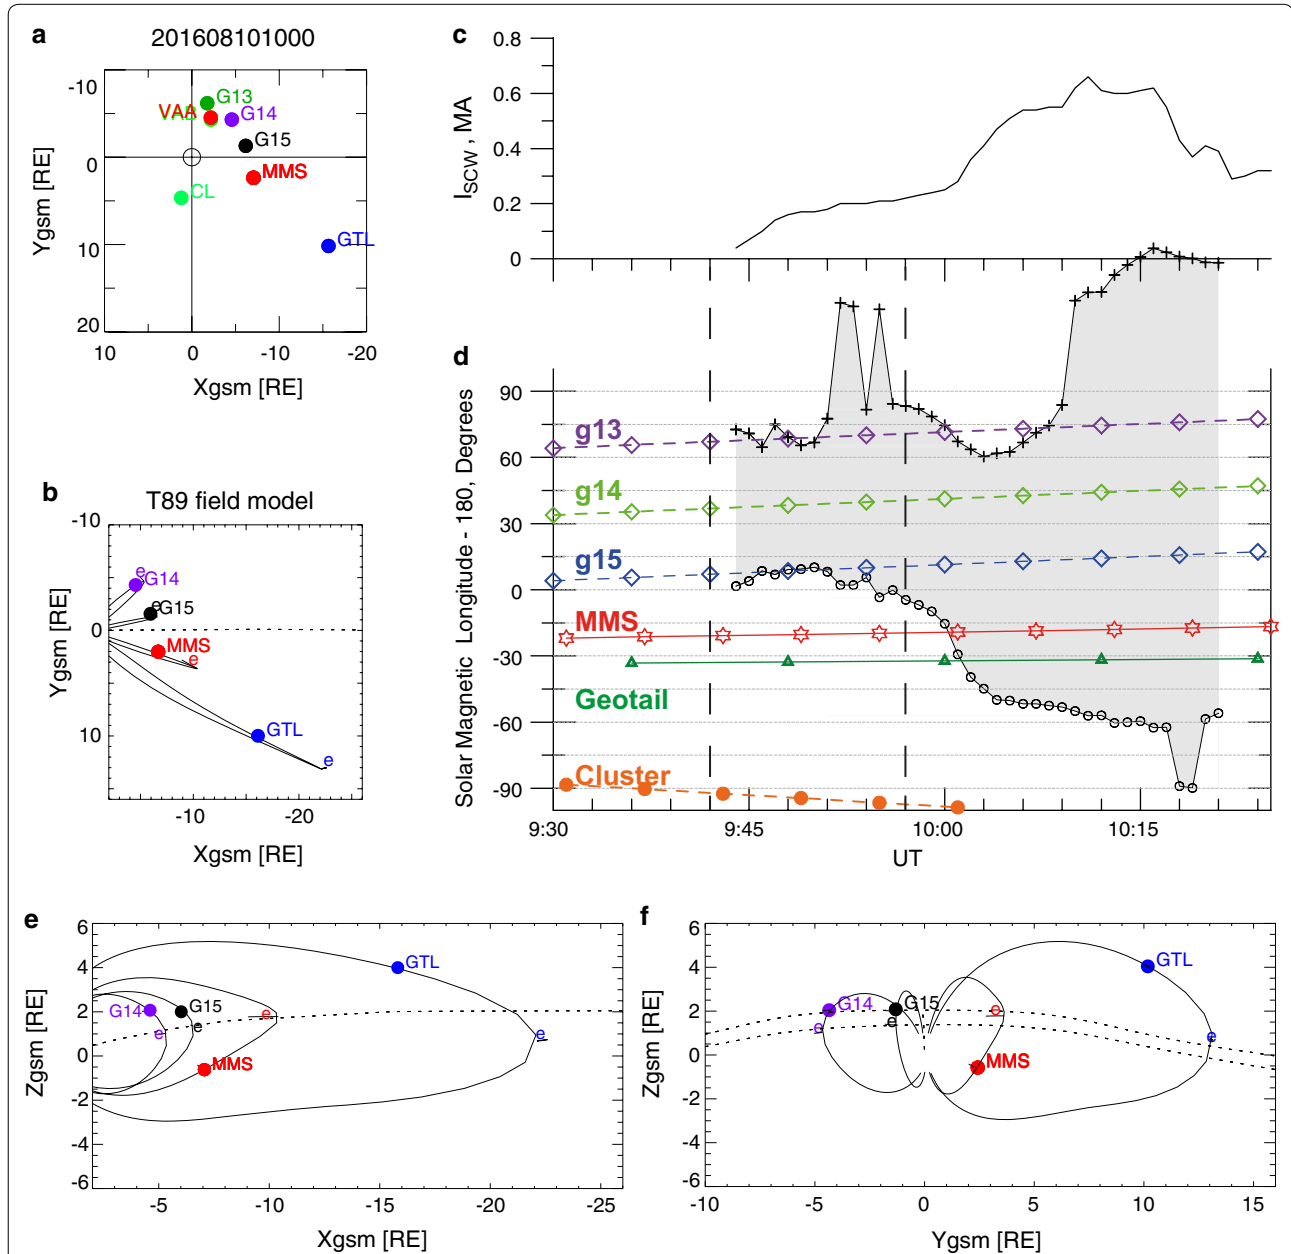 a
201608101000
-10
0
10
20
Ygsm [RE]
G13
VAA
G14
G15
MMS
CL
GTL
10
0
-10
-20
Xgsm [RE]
b
T89 field model
-10
0
10
Ygsm [RE]
e
G14
e
G15
MMS
e
GTL
e
-10
-20
Xgsm [RE]
c
0.8
0.6
0.4
0.2
0
ISCW, MA
d
90
60
30
0
-30
-60
-90
Solar Magnetic Longitude - 180, Degrees
g13
g14
g15
MMS
Geotail
Cluster
9:30
9:45
10:00
10:15
UT
e
6
4
2
0
-2
-4
-6
Zgsm [RE]
GTL
G14
G15
e
e
e
e
MMS
-5
-10
-15
-20
-25
Xgsm [RE]
f
6
4
2
0
-2
-4
-6
Zgsm [RE]
GTL
G14
G15
e
e
e
e
MMS
-10
-5
0
5
10
15
Ygsm [RE]